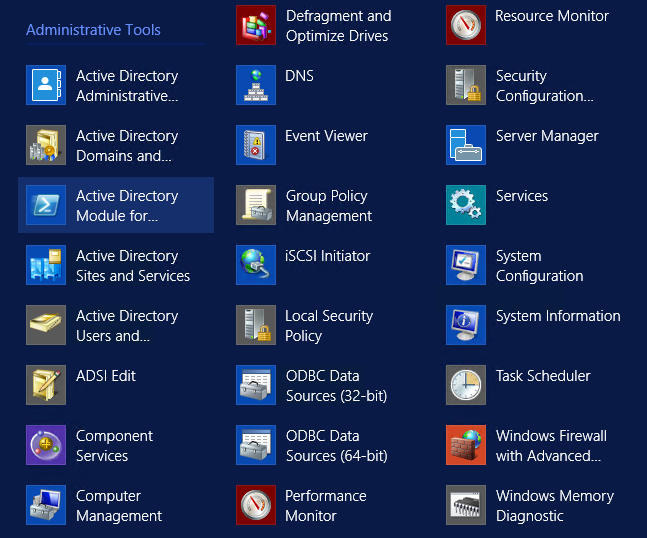 Administrative Tools
Active Directory
Administrative...
Active Directory
Domains and...
Active Directory
Module for...
Active Directory
Sites and Services
Active Directory
Users and...
ADSI Edit
Component
Services
Computer
Management
Defragment and
Optimize Drives
DNS
Event Viewer
Group Policy
Management
iSCSI Initiator
Local Security
Policy
ODBC Data
Sources (32-bit)
ODBC Data
Sources (64-bit)
Performance
Monitor
Resource Monitor
Security
Configuration...
Server Manager
Services
System
Configuration
System Information
Task Scheduler
Windows Firewall
with Advanced...
Windows Memory
Diagnostic